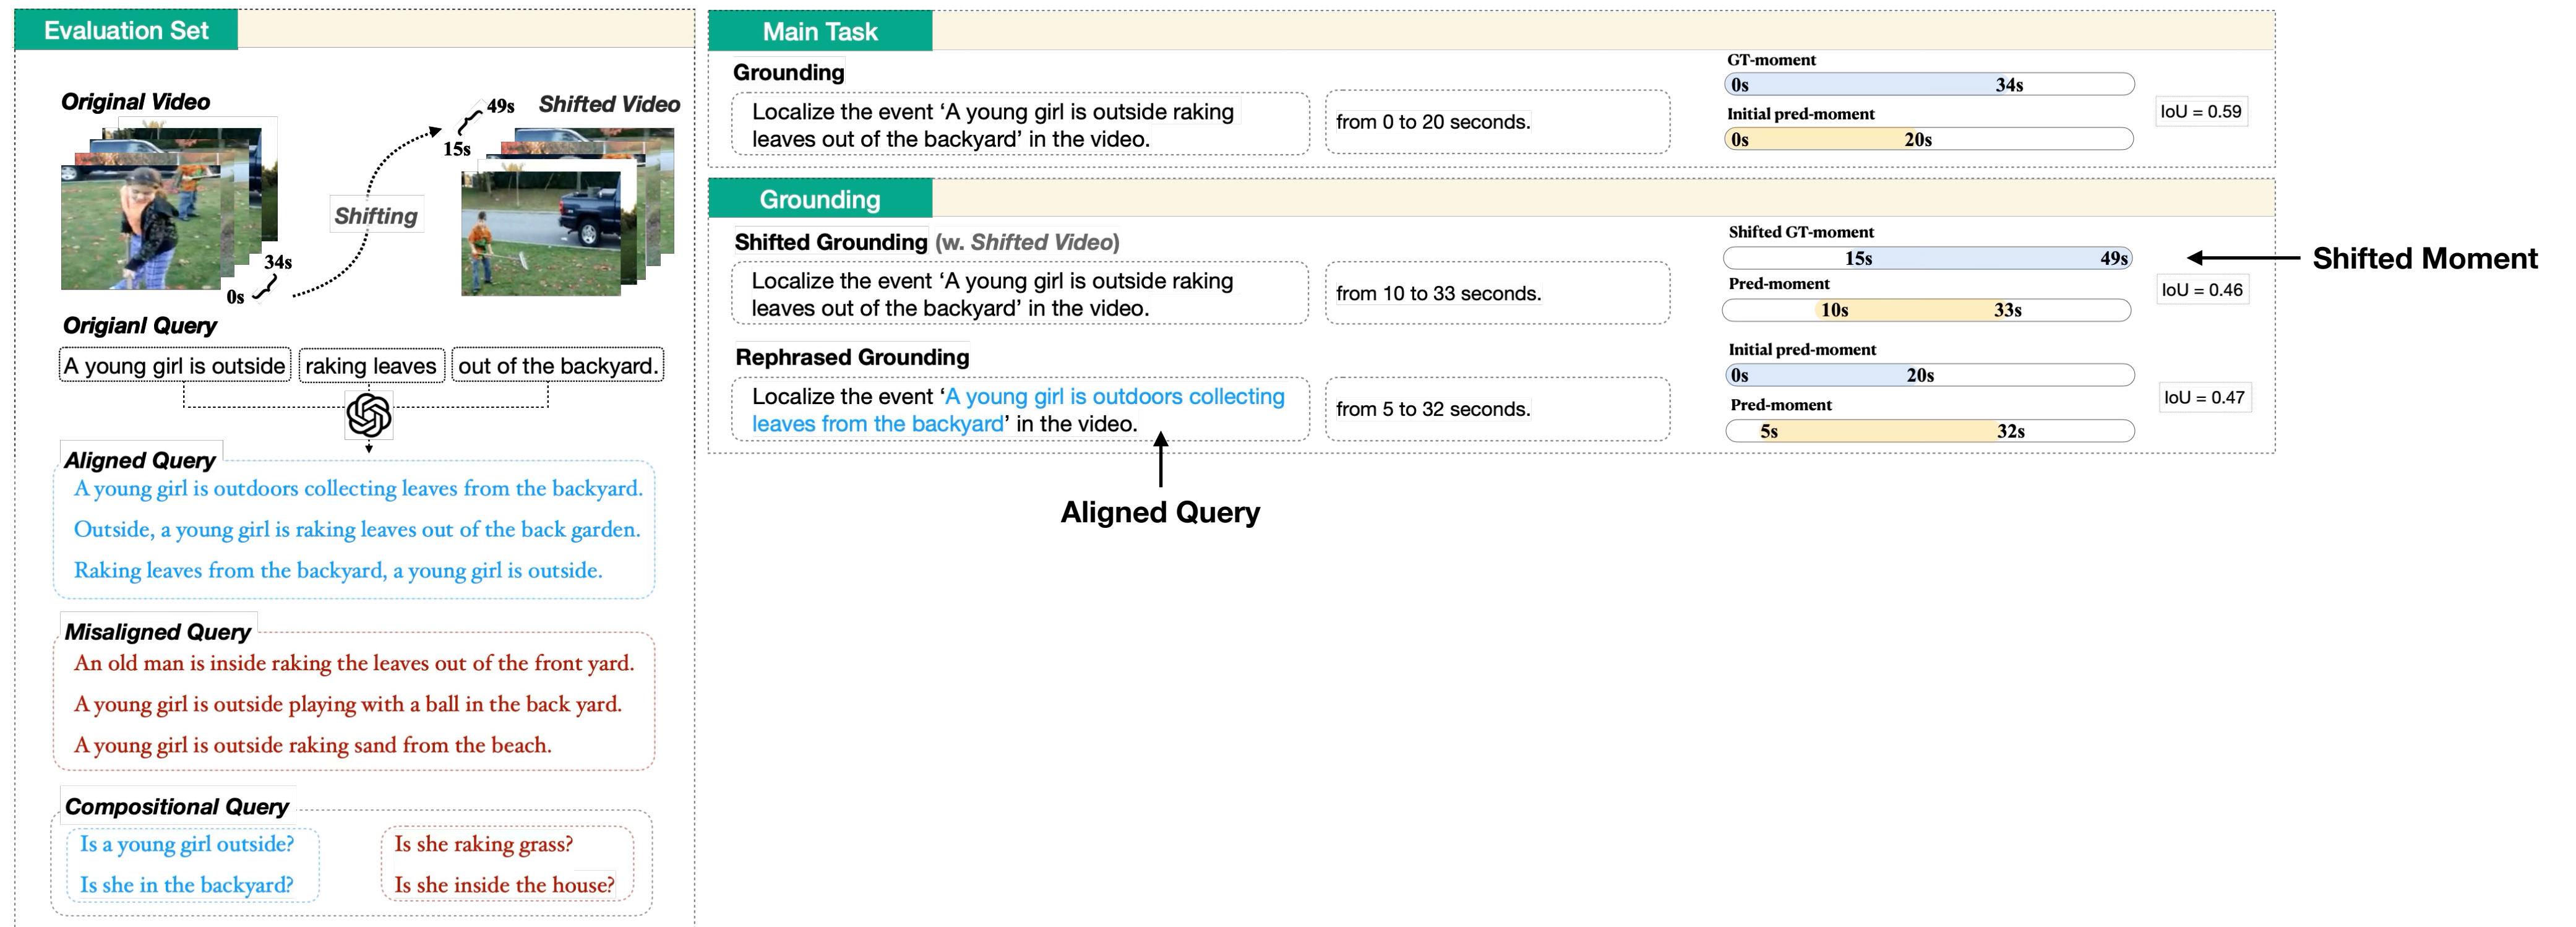 Evaluation Set
Original Video
49s
Shifted Video
15s
Shifting
34s
0s
Origianl Query
A young girl is outside
raking leaves
out of the backyard.
Aligned Query
A young girl is outdoors collecting leaves from the backyard.
Outside, a young girl is raking leaves out of the back garden.
Raking leaves from the backyard, a young girl is outside.
Misaligned Query
An old man is inside raking the leaves out of the front yard.
A young girl is outside playing with a ball in the back yard.
A young girl is outside raking sand from the beach.
Compositional Query
Is a young girl outside?
Is she in the backyard?
Is she raking grass?
Is she inside the house?
Main Task
Grounding
Localize the event ‘A young girl is outside raking
leaves out of the backyard’ in the video.
from 0 to 20 seconds.
GT-moment
0s 34s
Initial pred-moment
0s 20s
IoU = 0.59
Grounding
Shifted Grounding (w. Shifted Video)
Localize the event ‘A young girl is outside raking
leaves out of the backyard’ in the video.
from 10 to 33 seconds.
Shifted GT-moment
15s 49s
Pred-moment
10s 33s
IoU = 0.46
Shifted Moment
Rephrased Grounding
Localize the event ‘A young girl is outdoors collecting
leaves from the backyard’ in the video.
from 5 to 32 seconds.
Initial pred-moment
0s 20s
Pred-moment
5s 32s
IoU = 0.47
Aligned Query